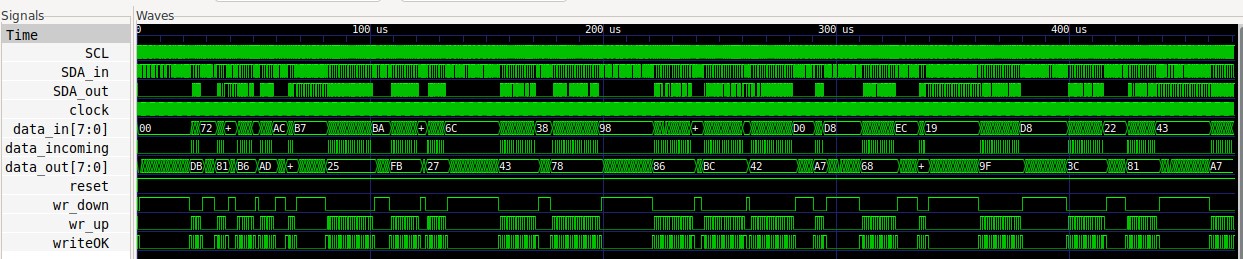 Signals
Waves
Time
0 100 us 200 us 300 us 400 us
SCL
SDA_in
SDA_out
clock
data_in[7:0] 00 72 + AC B7 BA + 6C 38 98 + D0 D8 EC 19 D8 22 43
data_incoming
data_out[7:0] DB 81 B6 AD + 25 FB 27 43 78 86 BC 42 A7 68 + 9F 3C 81 A7
reset
wr_down
wr_up
writeOK